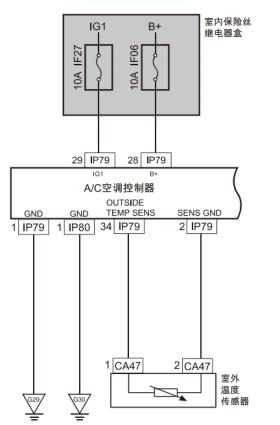 室内保险丝
继电器盒
IG1 B+
10A IF27 10A IF06
29 IP79 28 IP79
IG1 B+
A/C空调控制器
OUTSIDE
GND GND TEMP SENS SENS GND
1 IP79 1 IP80 34 IP79 2 IP79
1 CA47 2 CA47
G29 G30
室外
温度
传感器